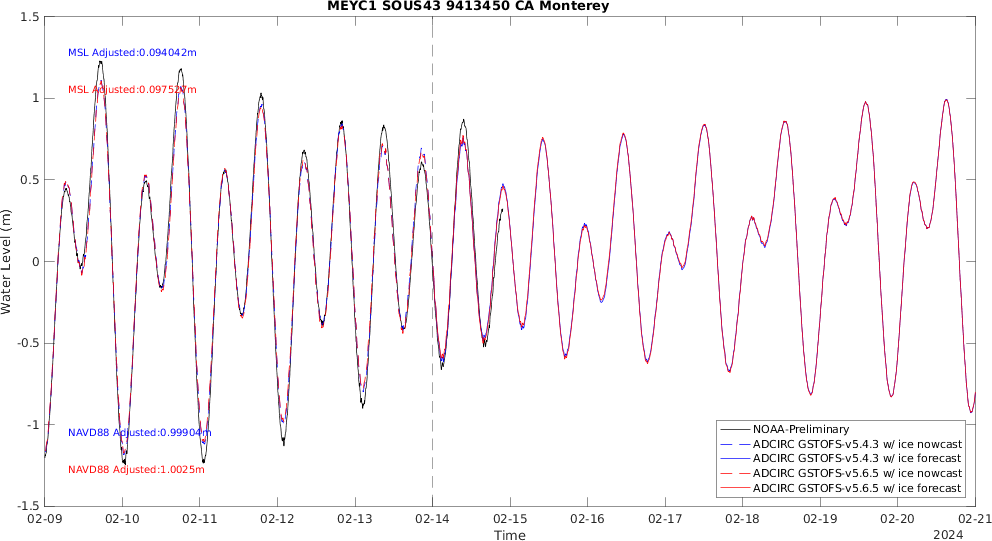 MEYC1 SOUS43 9413450 CA Monterey
1.5
1
0.5
0
-0.5
-1
-1.5
Water Level (m)
MSL Adjusted:0.094042m
MSL Adjusted:0.097527m
NAVD88 Adjusted:0.99904m
NAVD88 Adjusted:1.0025m
NOAA-Preliminary
ADCIRC GSTOFS-v5.4.3 w/ ice nowcast
ADCIRC GSTOFS-v5.4.3 w/ ice forecast
ADCIRC GSTOFS-v5.6.5 w/ ice nowcast
ADCIRC GSTOFS-v5.6.5 w/ ice forecast
02-09 02-10 02-11 02-12 02-13 02-14 02-15 02-16 02-17 02-18 02-19 02-20 02-21
Time
2024